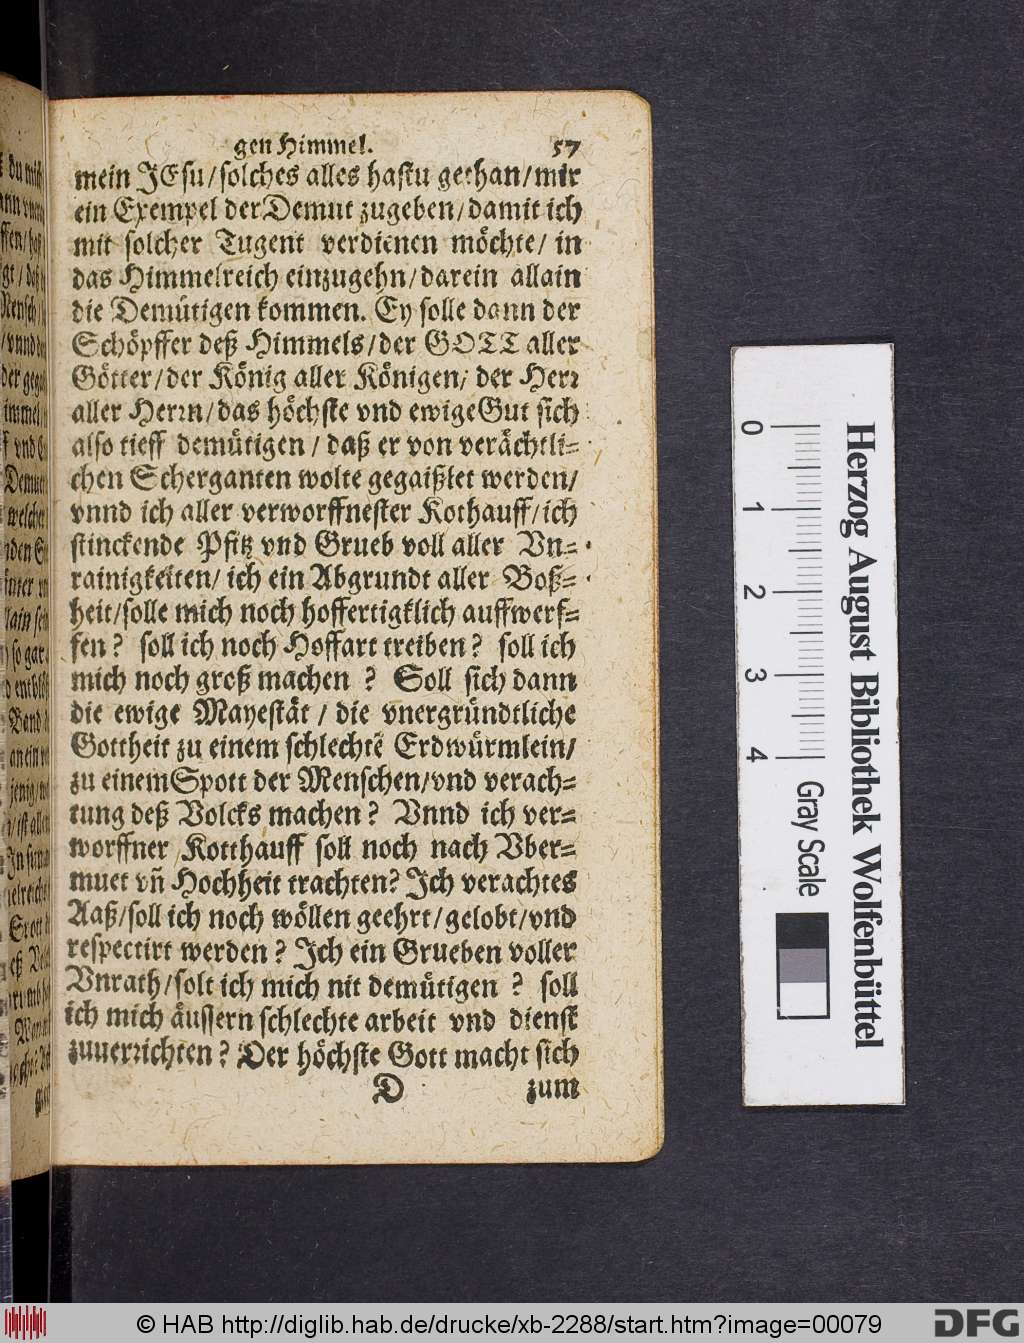 gen Himmel. 57
mein JEsu/solches alles hastu gethan/mir
ein Exempel der Demut zugeben/damit ich
mit solcher Tugent verdienen möchte/ in
das Himmelreich einzugehn/darein allain
die Demütigen kommen. Ey solle dann der
Schöpffer deß Himmels/der GOTT aller
Götter/der König aller Königen/ der Herr
aller Herrn/das höchste vnd ewige Gut sich
also tieff demütigen/ daß er von verächtli⸗
chen Scherganten wolte gegaißlet werden/
vnnd ich aller verworffnester Kothauff/ich
stinckende Pfitz vnd Grueb voll aller Vn⸗
rainigkeiten/ ich ein Abgrundt aller Boß⸗
heit/solle mich noch hoffertigklich auffwerf⸗
fen? soll ich noch Hoffart treiben? soll ich
mich noch groß machen ? Soll sich dann
die ewige Mayestät / die vnergründtliche
Gottheit zu einem schlechtẽ Erdwürmlein/
zu einem Spott der Menschen/vnd verach⸗
tung deß Volcks machen? Vnnd ich ver⸗
worffner Kotthauff soll noch nach Vber⸗
muet vñ Hochheit trachten? Jch verachtes
Aaß/soll ich noch wöllen geehrt/gelobt/vnd
respectirt werden? Jch ein Grueben voller
Vnrath/solt ich mich nit demütigen ? soll
ich mich äussern schlechte arbeit vnd dienst
zuuerrichten? Der höchste Gott macht sich
D zum
0 1 2 3 4
Gray Scale
Herzog August Bibliothek Wolfenbüttel
© HAB http://diglib.hab.de/drucke/xb-2288/start.htm?image=00079
DFG